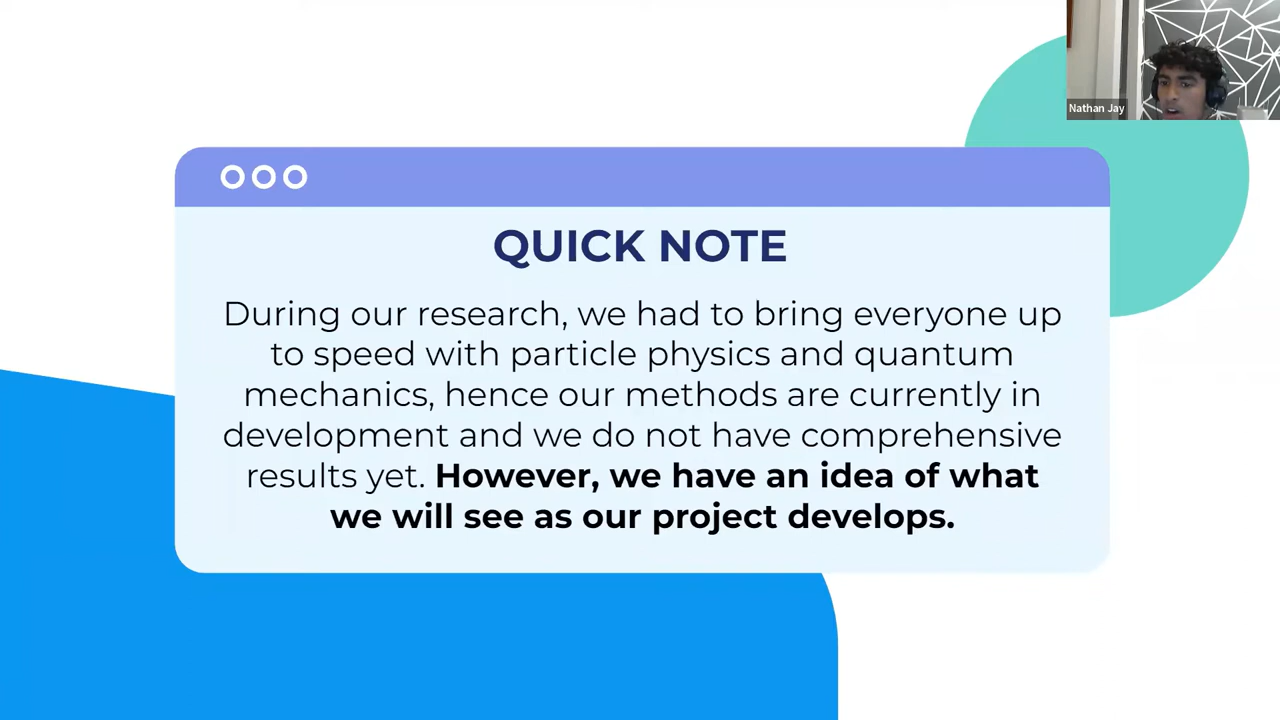 Nathan Jay
QUICK NOTE
During our research, we had to bring everyone up
to speed with particle physics and quantum
mechanics, hence our methods are currently in
development and we do not have comprehensive
results yet. However, we have an idea of what
we will see as our project develops.